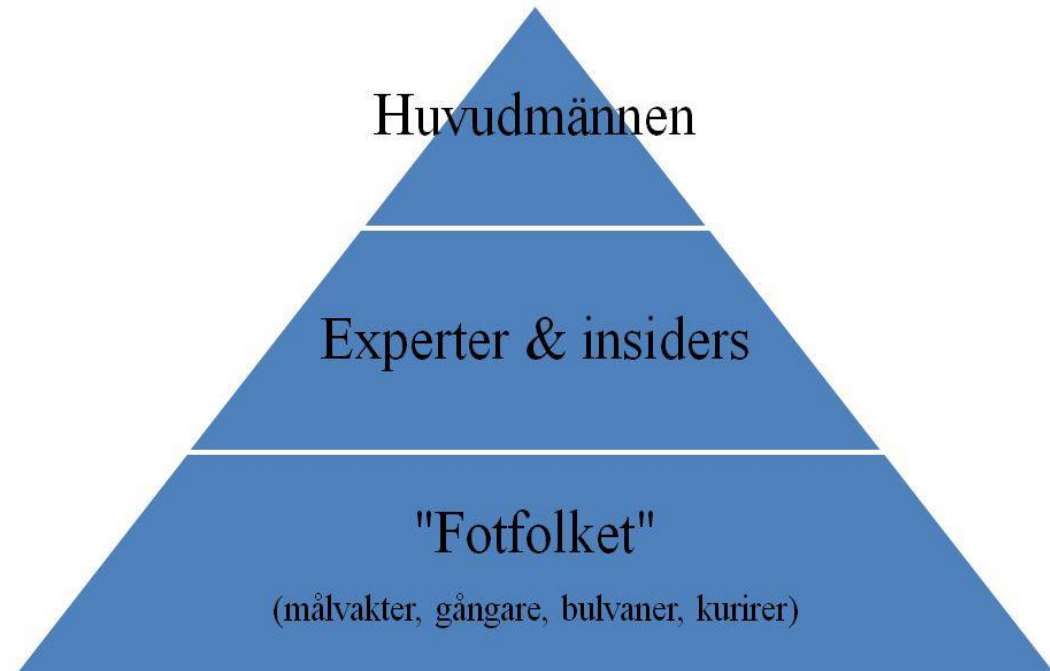 Huvudmännen
Experter & insiders
"Fotfolket"
(målvakter, gångare, bulvaner, kurirer)